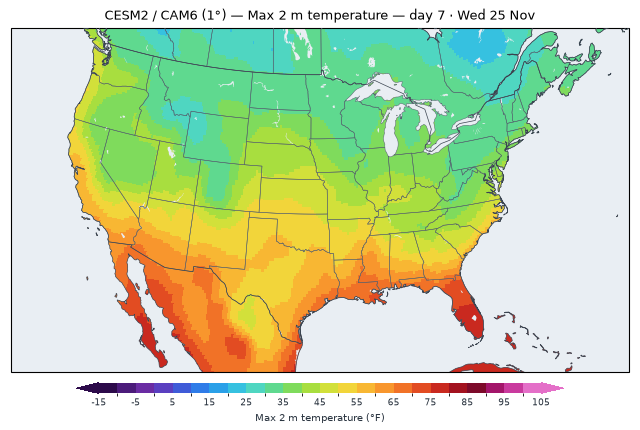 CESM2 / CAM6 (1°) — Max 2 m temperature — day 7 · Wed 25 Nov
-15 -5 5 15 25 35 45 55 65 75 85 95 105
Max 2 m temperature (°F)